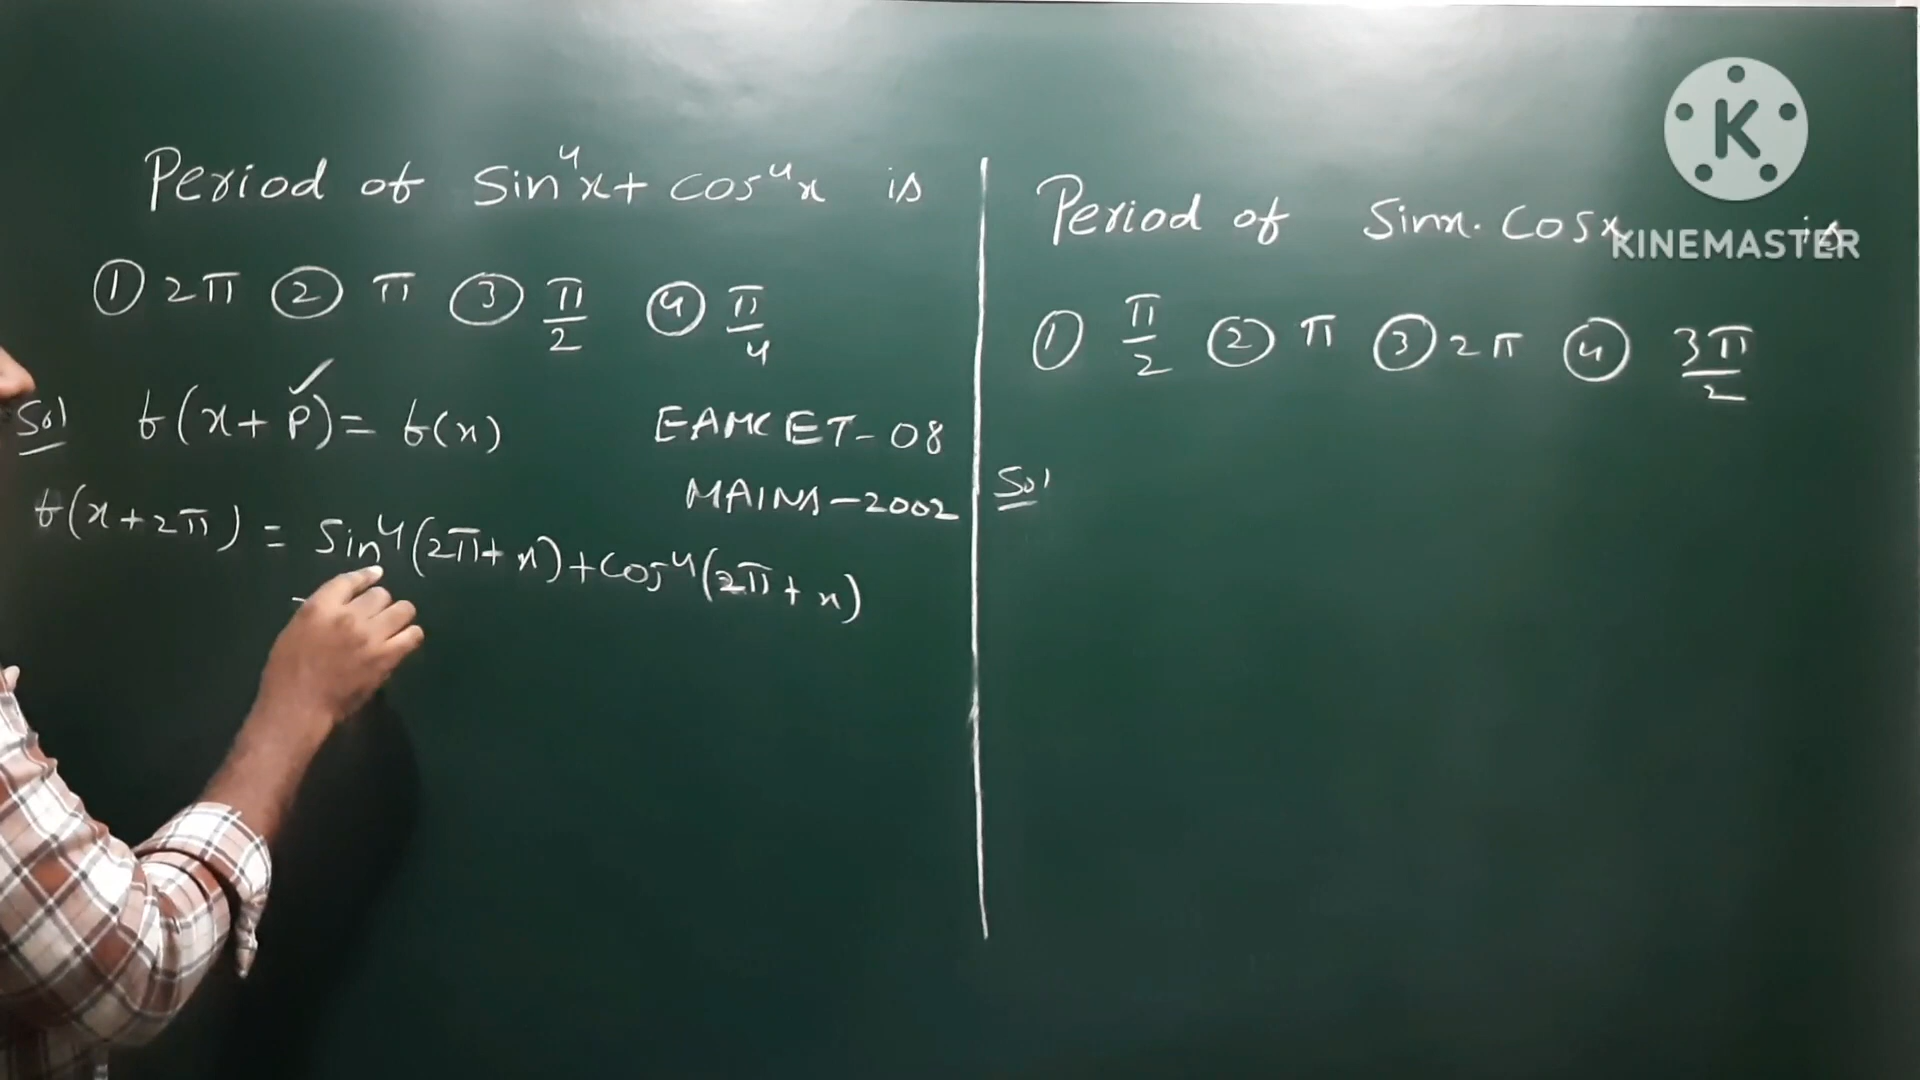 Period of Sin⁴x + Cos⁴x is
① 2π ② π ③ π/2 ④ π/4
Sol f(x+P) = f(x)
EAMCET-08
MAINS-2002
f(x+2π) = Sin⁴(2π+x)+Cos⁴(2π+x)
Period of Sinx. Cosx is
① π/2 ② π ③ 2π ④ 3π/2
Sol
K
KINEMASTER